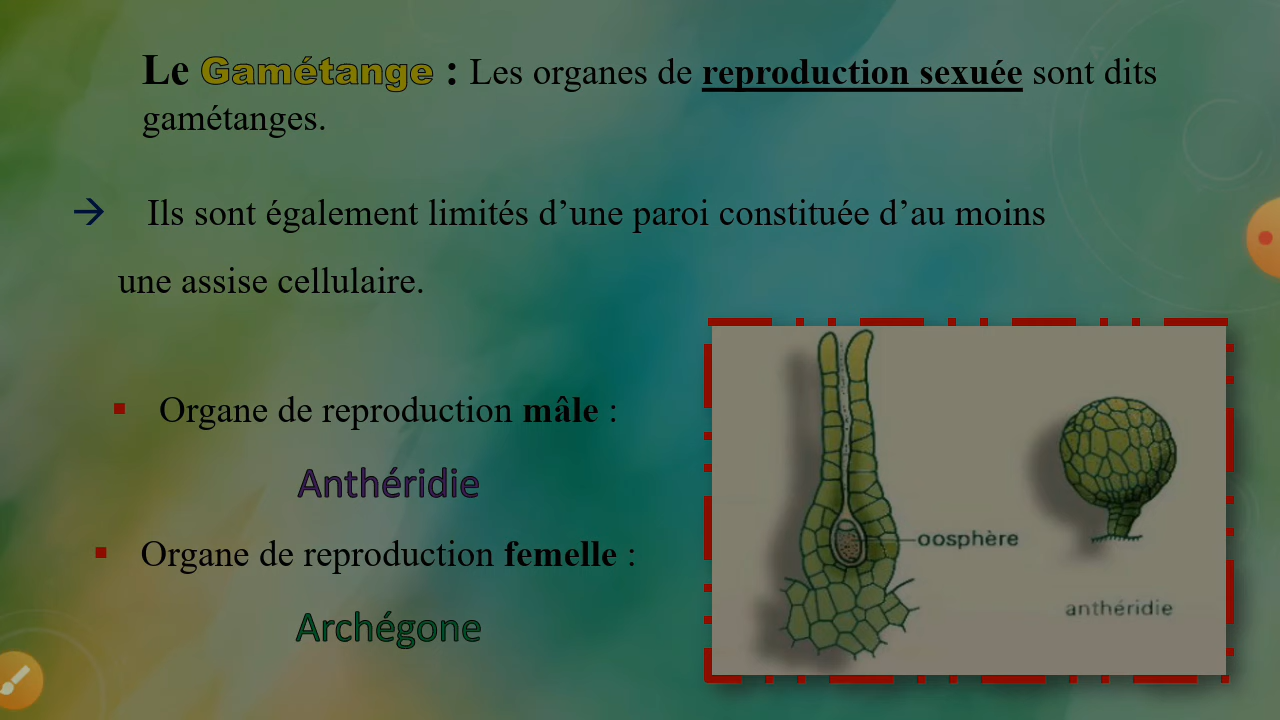 Le Gamétange : Les organes de reproduction sexuée sont dits
gamétanges.
→ Ils sont également limités d’une paroi constituée d’au moins
une assise cellulaire.
▪ Organe de reproduction mâle :
Anthéridie
▪ Organe de reproduction femelle :
Archégone
oosphère
anthéridie